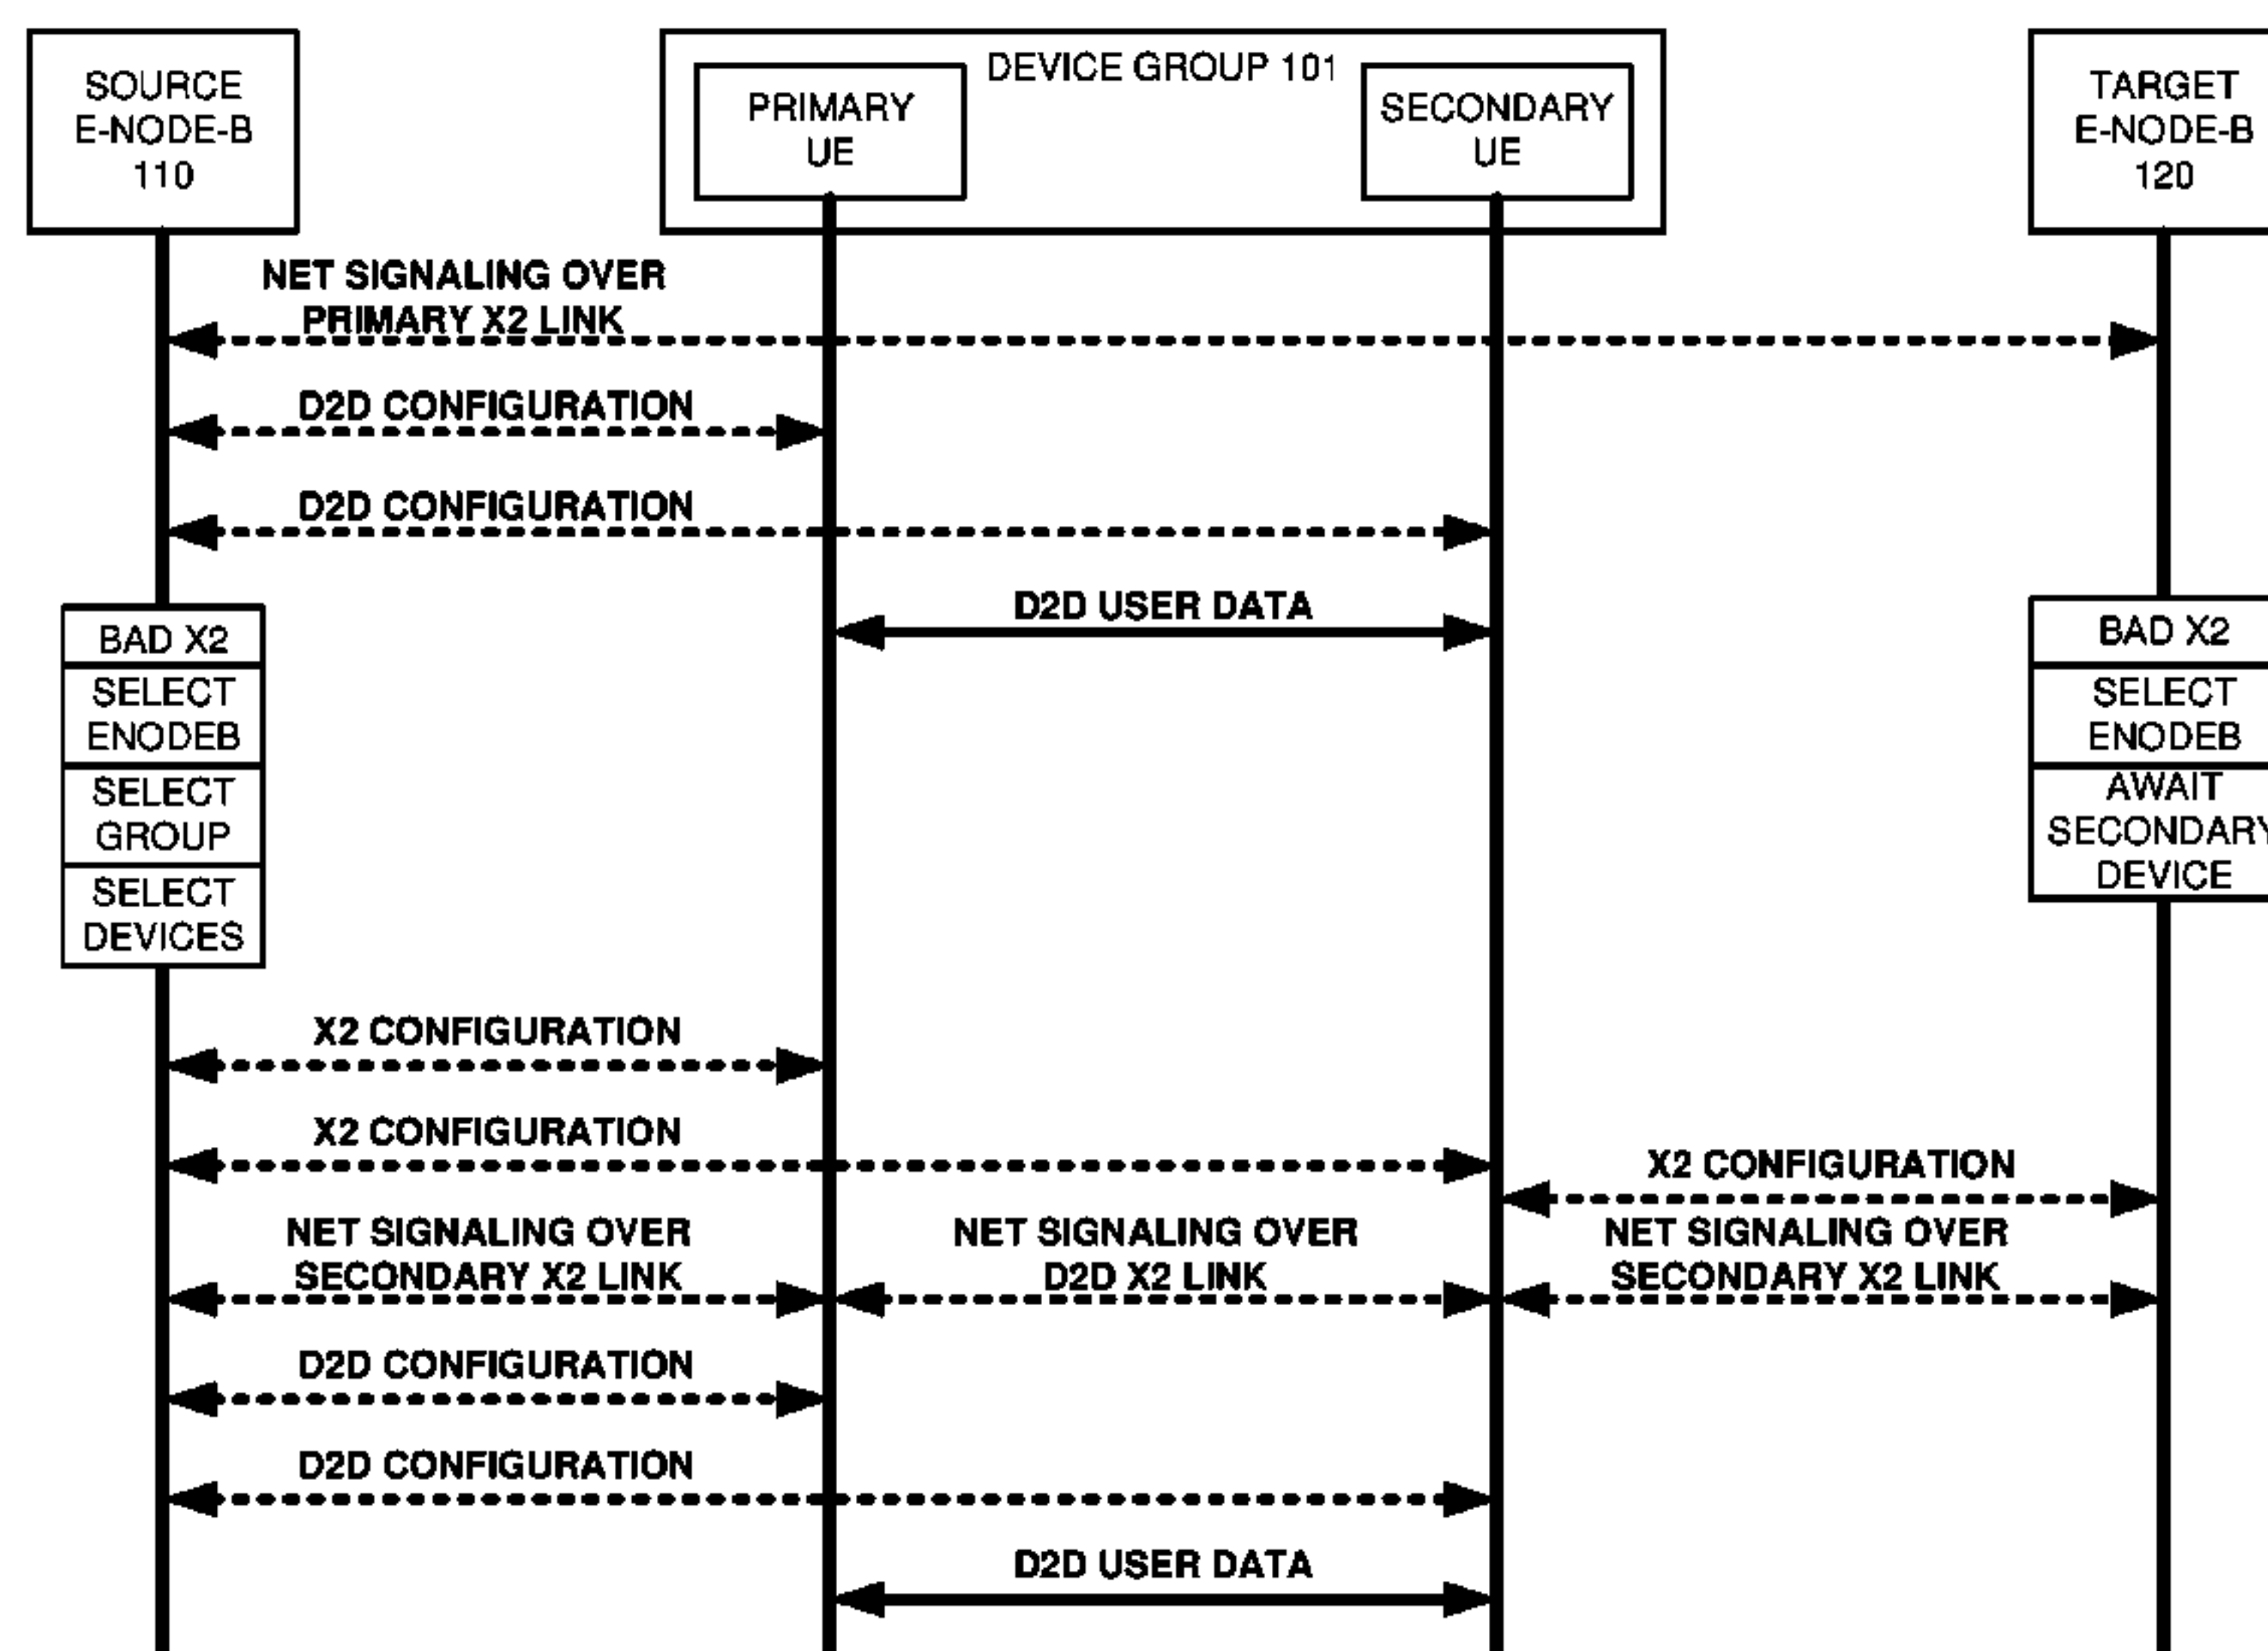 SOURCE
E-NODE-B
110
DEVICE GROUP 101
PRIMARY
UE
SECONDARY
UE
TARGET
E-NODE-B
120
NET SIGNALING OVER
PRIMARY X2 LINK
D2D CONFIGURATION
D2D CONFIGURATION
D2D USER DATA
BAD X2
SELECT
ENODEB
SELECT
GROUP
SELECT
DEVICES
BAD X2
SELECT
ENODEB
AWAIT
SECONDARY
DEVICE
X2 CONFIGURATION
X2 CONFIGURATION
X2 CONFIGURATION
NET SIGNALING OVER
SECONDARY X2 LINK
NET SIGNALING OVER
D2D X2 LINK
NET SIGNALING OVER
SECONDARY X2 LINK
D2D CONFIGURATION
D2D CONFIGURATION
D2D USER DATA